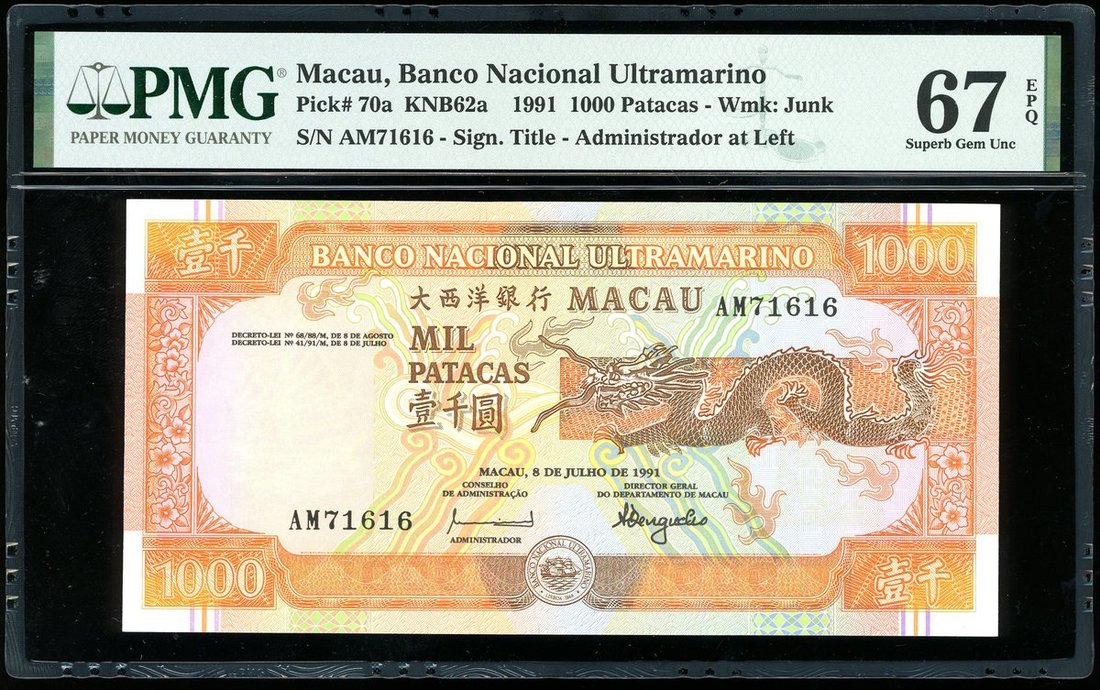 PMG®
PAPER MONEY GUARANTY
Macau, Banco Nacional Ultramarino
Pick# 70a KNB62a 1991 1000 Patacas - Wmk: Junk
S/N AM71616 - Sign. Title - Administrador at Left
67
EPQ
Superb Gem Unc
壹千
BANCO NACIONAL ULTRAMARINO
1000
大西洋銀行 MACAU AM71616
DECRETO-LEI Nº 68/88/M, DE 8 DE AGOSTO
DECRETO-LEI Nº 41/91/M, DE 8 DE JULHO
MIL
PATACAS
壹千圓
MACAU, 8 DE JULHO DE 1991
CONSELHO
DE ADMINISTRAÇÃO
DIRECTOR GERAL
DO DEPARTAMENTO DE MACAU
AM71616
ADMINISTRADOR
BANCO NACIONAL ULTRAMARINO
1000
壹千